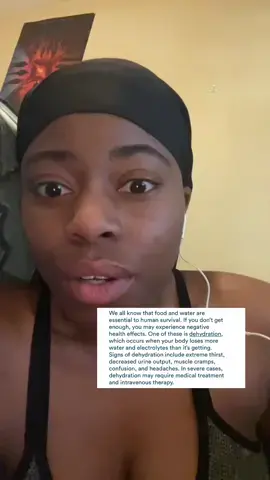 We all know that food and water are
essential to human survival. If you don't get
enough, you may experience negative
health effects. One of these is dehydration,
which occurs when your body loses more
water and electrolytes than it's getting.
Signs of dehydration include extreme thirst,
decreased urine output, muscle cramps,
confusion, and headaches. In severe cases,
dehydration may require medical treatment
and intravenous therapy.